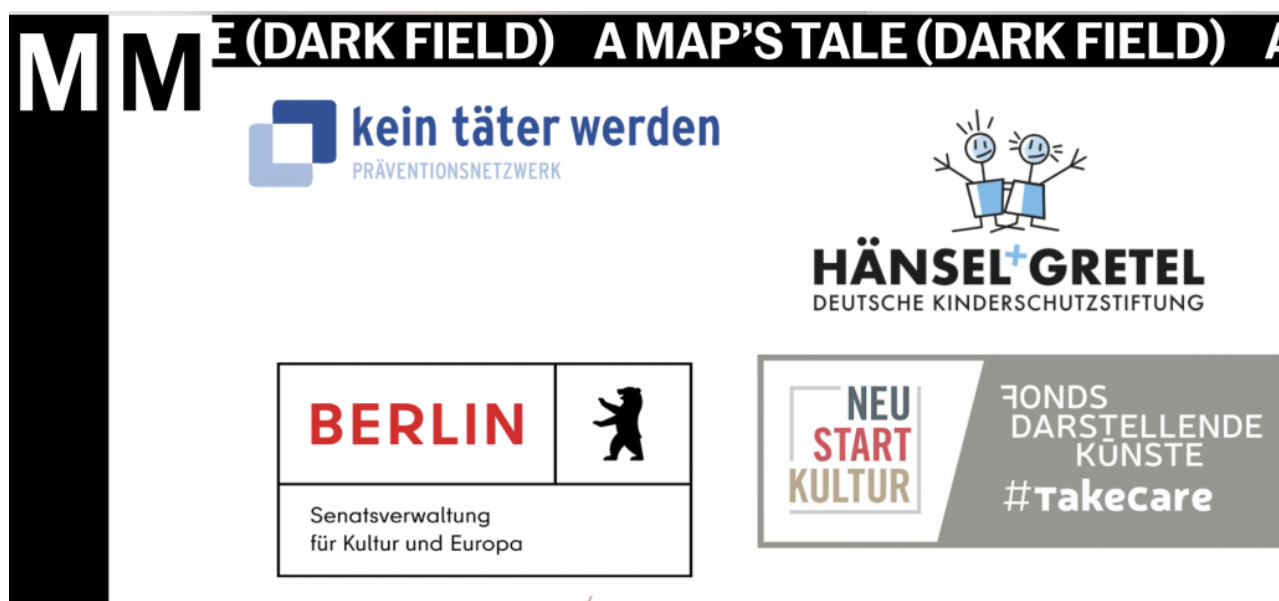 M M E (DARK FIELD) A MAP’S TALE (DARK FIELD) A
kein täter werden
PRÄVENTIONSNETZWERK
HÄNSEL+GRETEL
DEUTSCHE KINDERSCHUTZSTIFTUNG
BERLIN
Senatsverwaltung
für Kultur und Europa
NEU
START
KULTUR
FONDS
DARSTELLENDE
KÜNSTE
#TakeCare